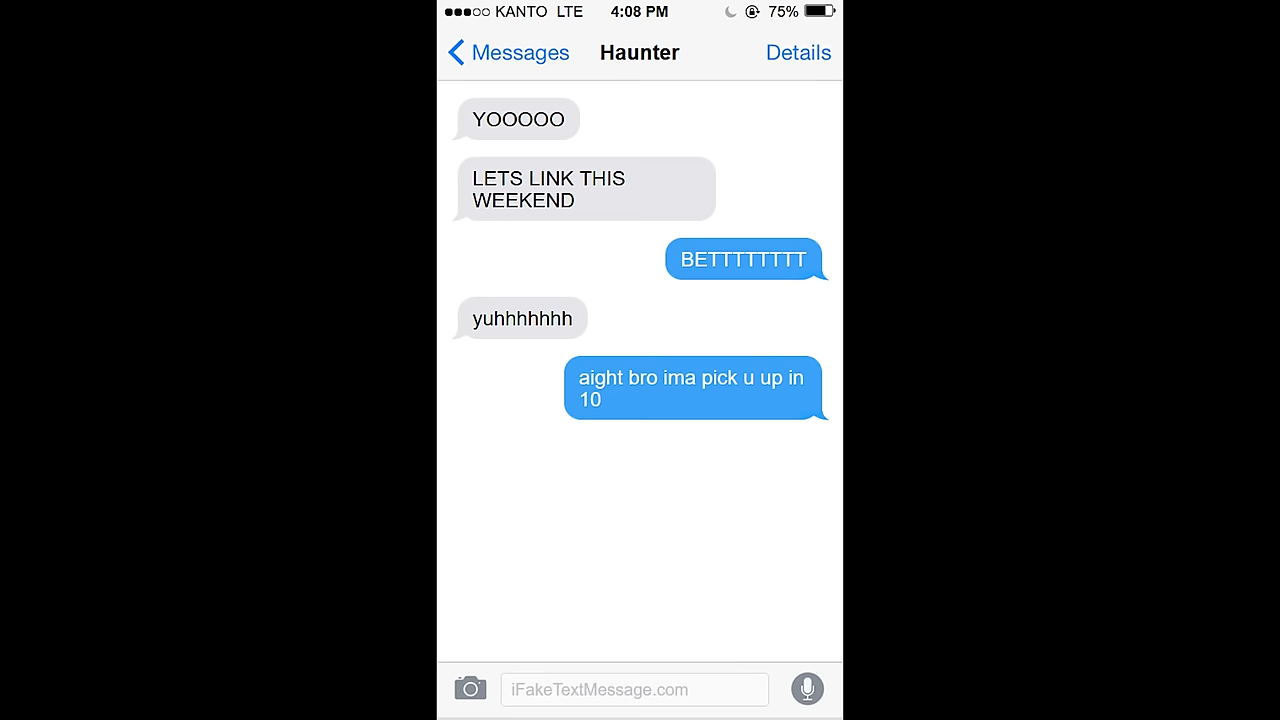 KANTO LTE 4:08 PM 75%
Messages Haunter Details
YOOOOO
LETS LINK THIS
WEEKEND
BETTTTTTTT
yuhhhhhhh
aight bro ima pick u up in
10
iFakeTextMessage.com